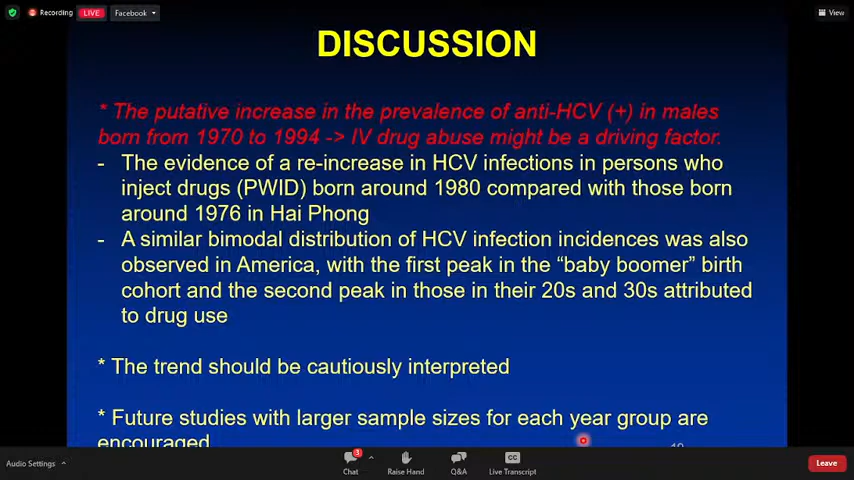 Recording LIVE Facebook View
DISCUSSION
* The putative increase in the prevalence of anti-HCV (+) in males
born from 1970 to 1994 -> IV drug abuse might be a driving factor.
- The evidence of a re-increase in HCV infections in persons who
inject drugs (PWID) born around 1980 compared with those born
around 1976 in Hai Phong
- A similar bimodal distribution of HCV infection incidences was also
observed in America, with the first peak in the “baby boomer” birth
cohort and the second peak in those in their 20s and 30s attributed
to drug use
* The trend should be cautiously interpreted
* Future studies with larger sample sizes for each year group are
encouraged
3
Audio Settings Chat Raise Hand Q&A CC Live Transcript Leave